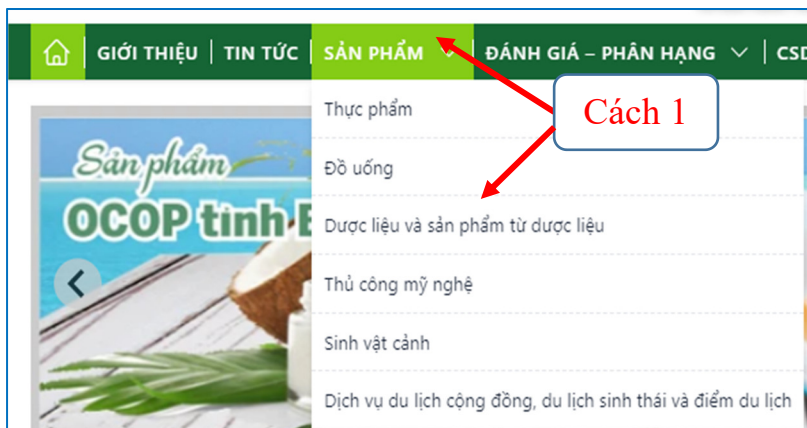 GIỚI THIỆU | TIN TỨC | SẢN PHẨM ĐÁNH GIÁ – PHÂN HẠNG | CSD
Thực phẩm
Cách 1
Sản phẩm
Đồ uống
OCOP tỉnh
Dược liệu và sản phẩm từ dược liệu
Thủ công mỹ nghệ
Sinh vật cảnh
Dịch vụ du lịch cộng đồng, du lịch sinh thái và điểm du lịch